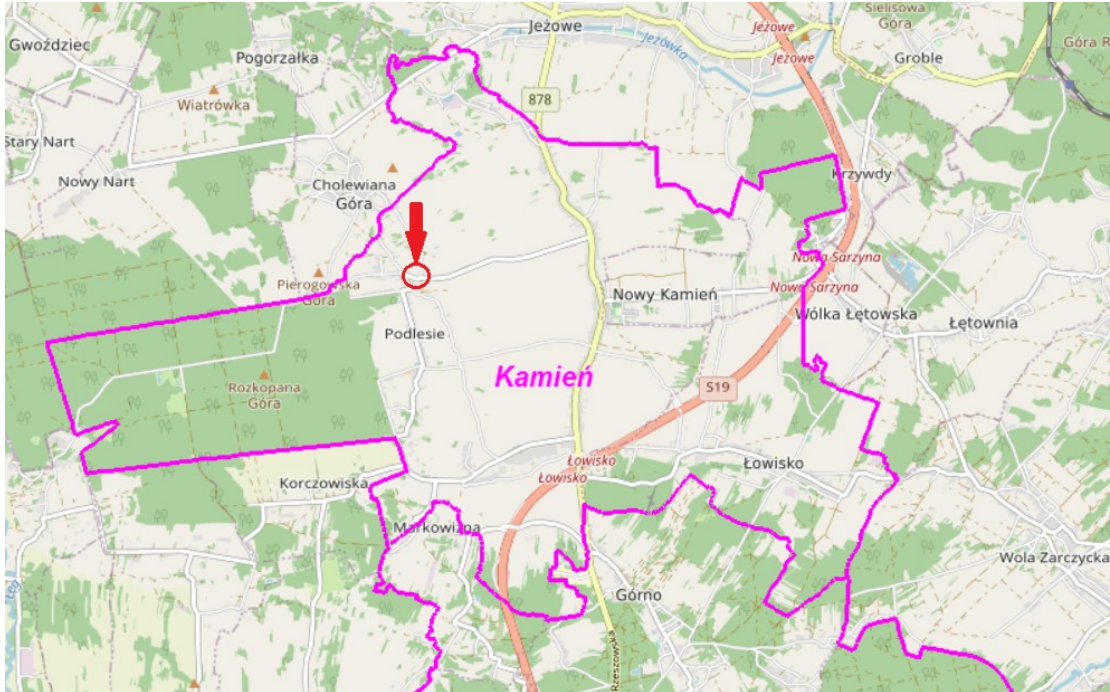 Jeżowe
Jeżówka
Jeżowe
Jeżowe
Sielisowa
Góra
Gwoździec
Pogorzałka
Groble
Góra R
878
Wiatrówka
Stary Nart
Nowy Nart
Cholewiana
Góra
Krzywdy
Nowa Sarzyna
Nowa Sarzyna
Pierogowska
Góra
Nowy Kamień
Wólka Łętowska
Łętownia
Podlesie
Kamień
Rozkopana
Góra
S19
Łowisko
Łowisko
Łowisko
Korczowiska
Markowizna
Wola Zarczycka
Łęg
Górno
Rzeszowska